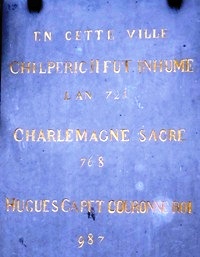 EN CETTE VILLE
CHILPERIC II FUT INHUME
L'AN 721
CHARLEMAGNE SACRE
768
HUGUES CAPET COURONNE ROI
987